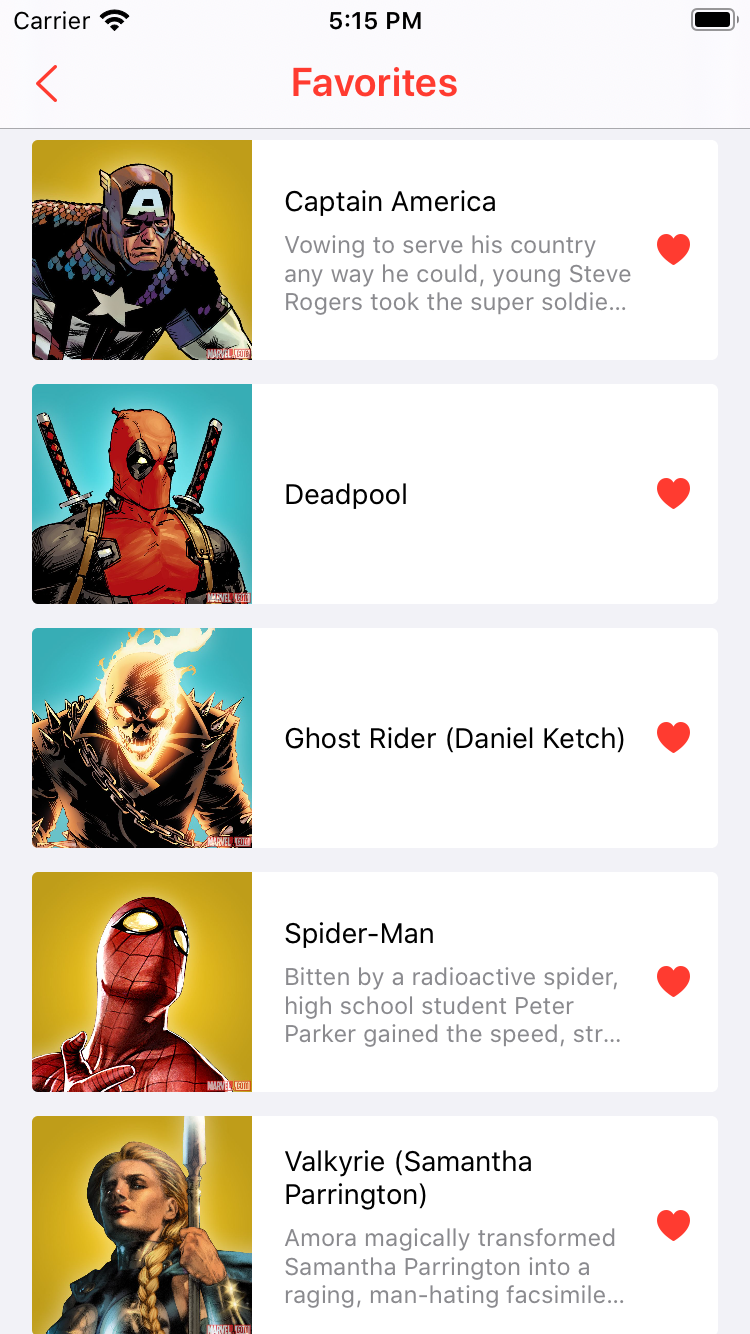 Carrier 5:15 PM
Favorites
Captain America
Vowing to serve his country
any way he could, young Steve
Rogers took the super soldie...
Deadpool
Ghost Rider (Daniel Ketch)
Spider-Man
Bitten by a radioactive spider,
high school student Peter
Parker gained the speed, str...
Valkyrie (Samantha
Parrington)
Amora magically transformed
Samantha Parrington into a
raging, man-hating facsimile...
A